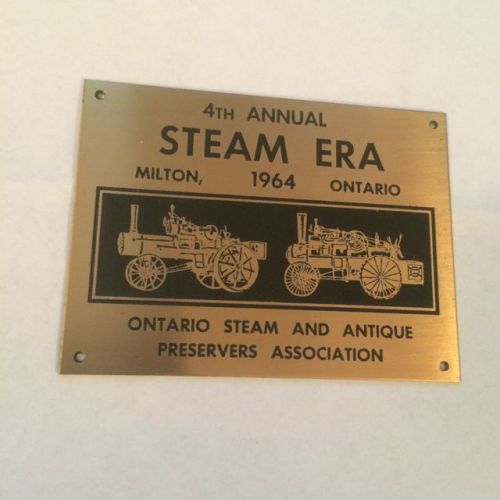 4TH ANNUAL
STEAM ERA
MILTON, 1964 ONTARIO
ONTARIO STEAM AND ANTIQUE
PRESERVERS ASSOCIATION